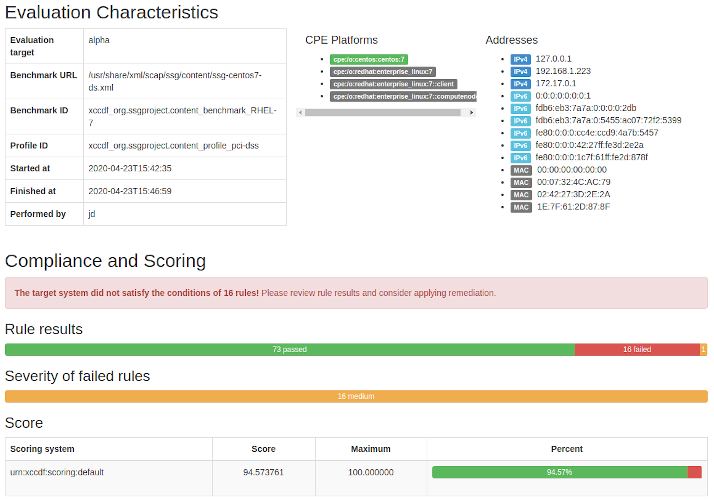 Evaluation Characteristics
Evaluation target
alpha
Benchmark URL
/usr/share/xml/scap/ssg/content/ssg-centos7-ds.xml
Benchmark ID
xccdf_org.ssgproject.content_benchmark_RHEL-7
Profile ID
xccdf_org.ssgproject.content_profile_pci-dss
Started at
2020-04-23T15:42:35
Finished at
2020-04-23T15:46:59
Performed by
jd
CPE Platforms
cpe:/o:centos:centos:7
cpe:/o:redhat:enterprise_linux:7
cpe:/o:redhat:enterprise_linux:7::client
cpe:/o:redhat:enterprise_linux:7::computenod
Addresses
IPv4 127.0.0.1
IPv4 192.168.1.223
IPv4 172.17.0.1
IPv6 0:0:0:0:0:0:0:1
IPv6 fdb6:eb3:7a7a:0:0:0:0:2db
IPv6 fdb6:eb3:7a7a:0:5455:ac07:72f2:5399
IPv6 fe80:0:0:0:cc4e:ccd9:4a7b:5457
IPv6 fe80:0:0:0:42:27ff:fe3d:2e2a
IPv6 fe80:0:0:0:1c7f:61ff:fe2d:878f
MAC 00:00:00:00:00:00
MAC 00:07:32:4C:AC:79
MAC 02:42:27:3D:2E:2A
MAC 1E:7F:61:2D:87:8F
Compliance and Scoring
The target system did not satisfy the conditions of 16 rules! Please review rule results and consider applying remediation.
Rule results
73 passed 16 failed 1
Severity of failed rules
16 medium
Score
Scoring system Score Maximum Percent
urn:xccdf:scoring:default 94.573761 100.000000 94.57%